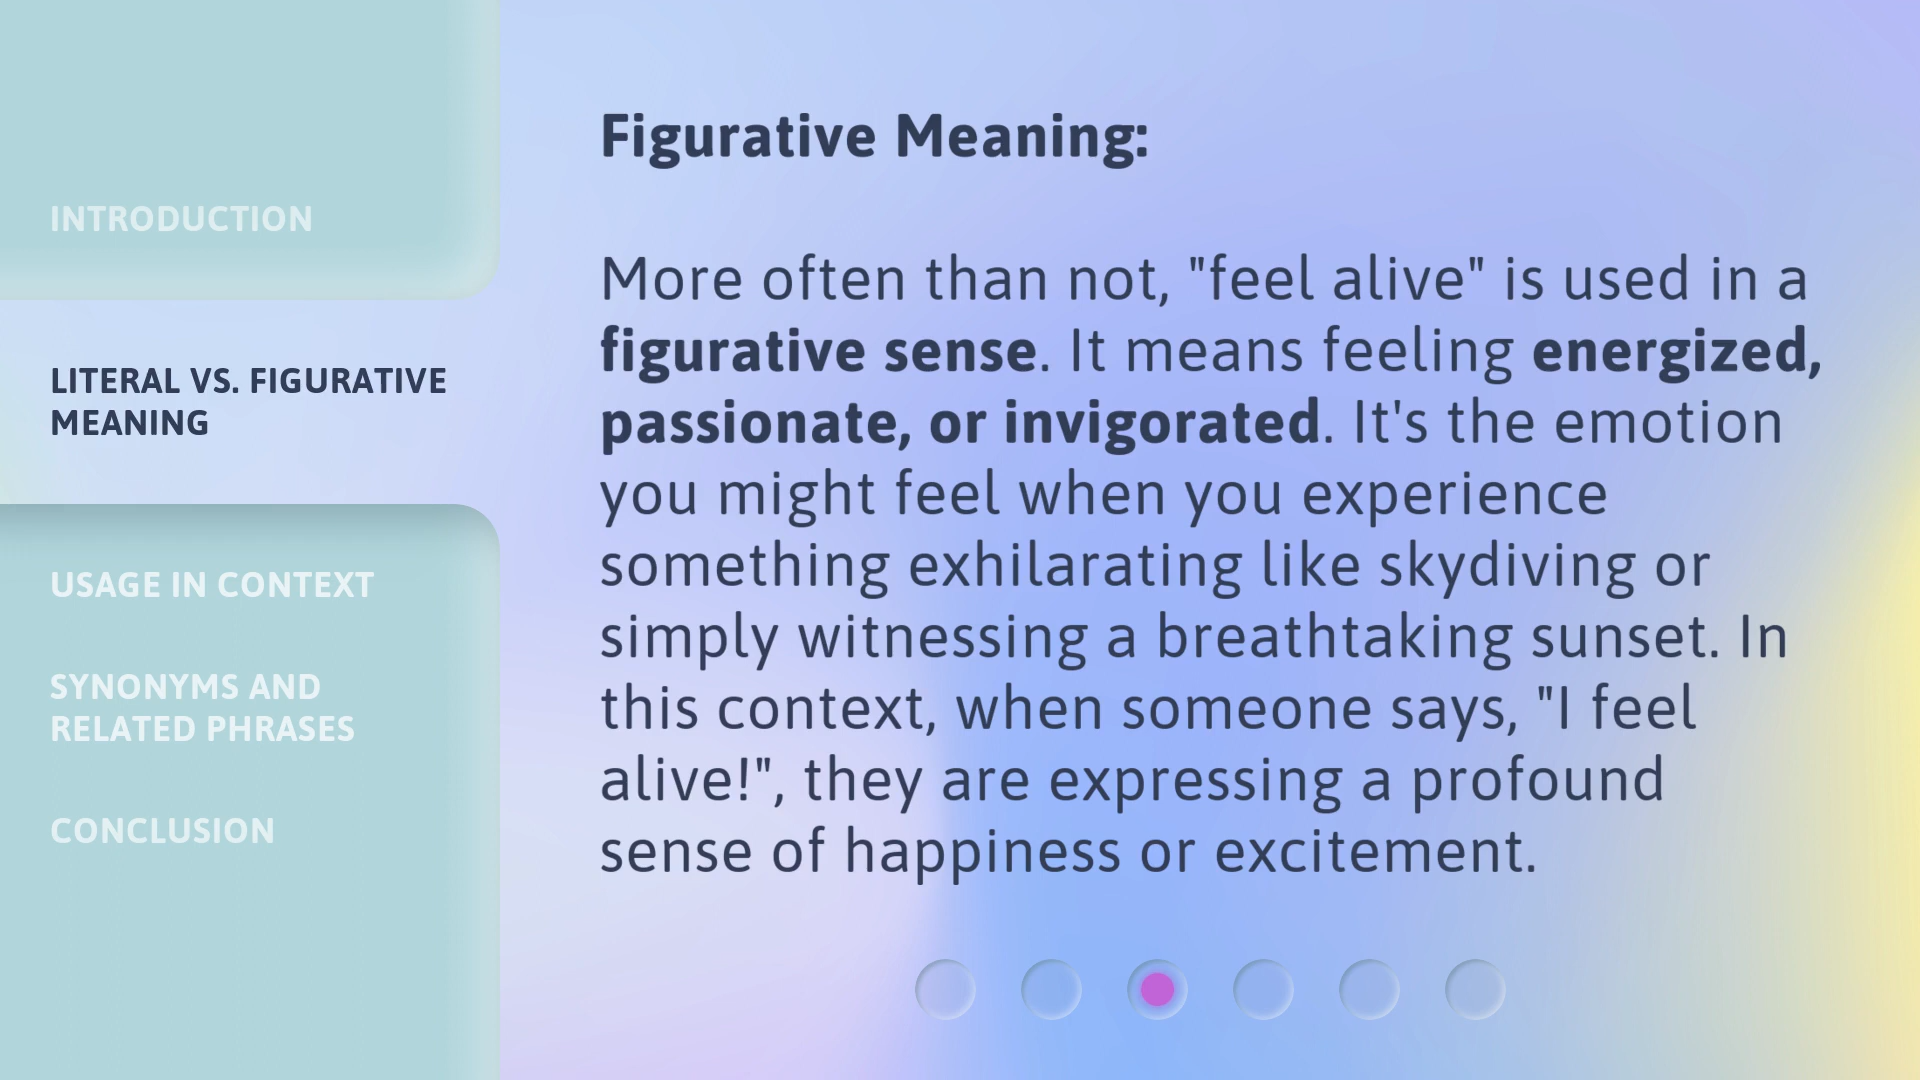 INTRODUCTION
LITERAL VS. FIGURATIVE
MEANING
USAGE IN CONTEXT
SYNONYMS AND
RELATED PHRASES
CONCLUSION
Figurative Meaning:
More often than not, "feel alive" is used in a
figurative sense. It means feeling energized,
passionate, or invigorated. It's the emotion
you might feel when you experience
something exhilarating like skydiving or
simply witnessing a breathtaking sunset. In
this context, when someone says, "I feel
alive!", they are expressing a profound
sense of happiness or excitement.